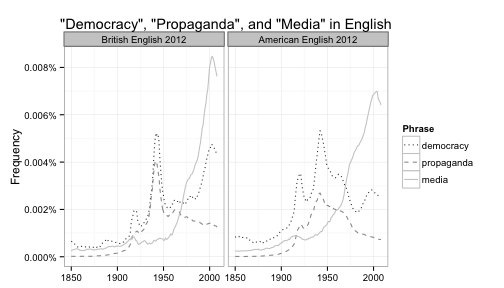 "Democracy", "Propaganda", and "Media" in English
British English 2012
American English 2012
0.008%
0.006%
0.004%
0.002%
0.000%
Frequency
1850 1900 1950 2000
1850 1900 1950 2000
Phrase
democracy
propaganda
media